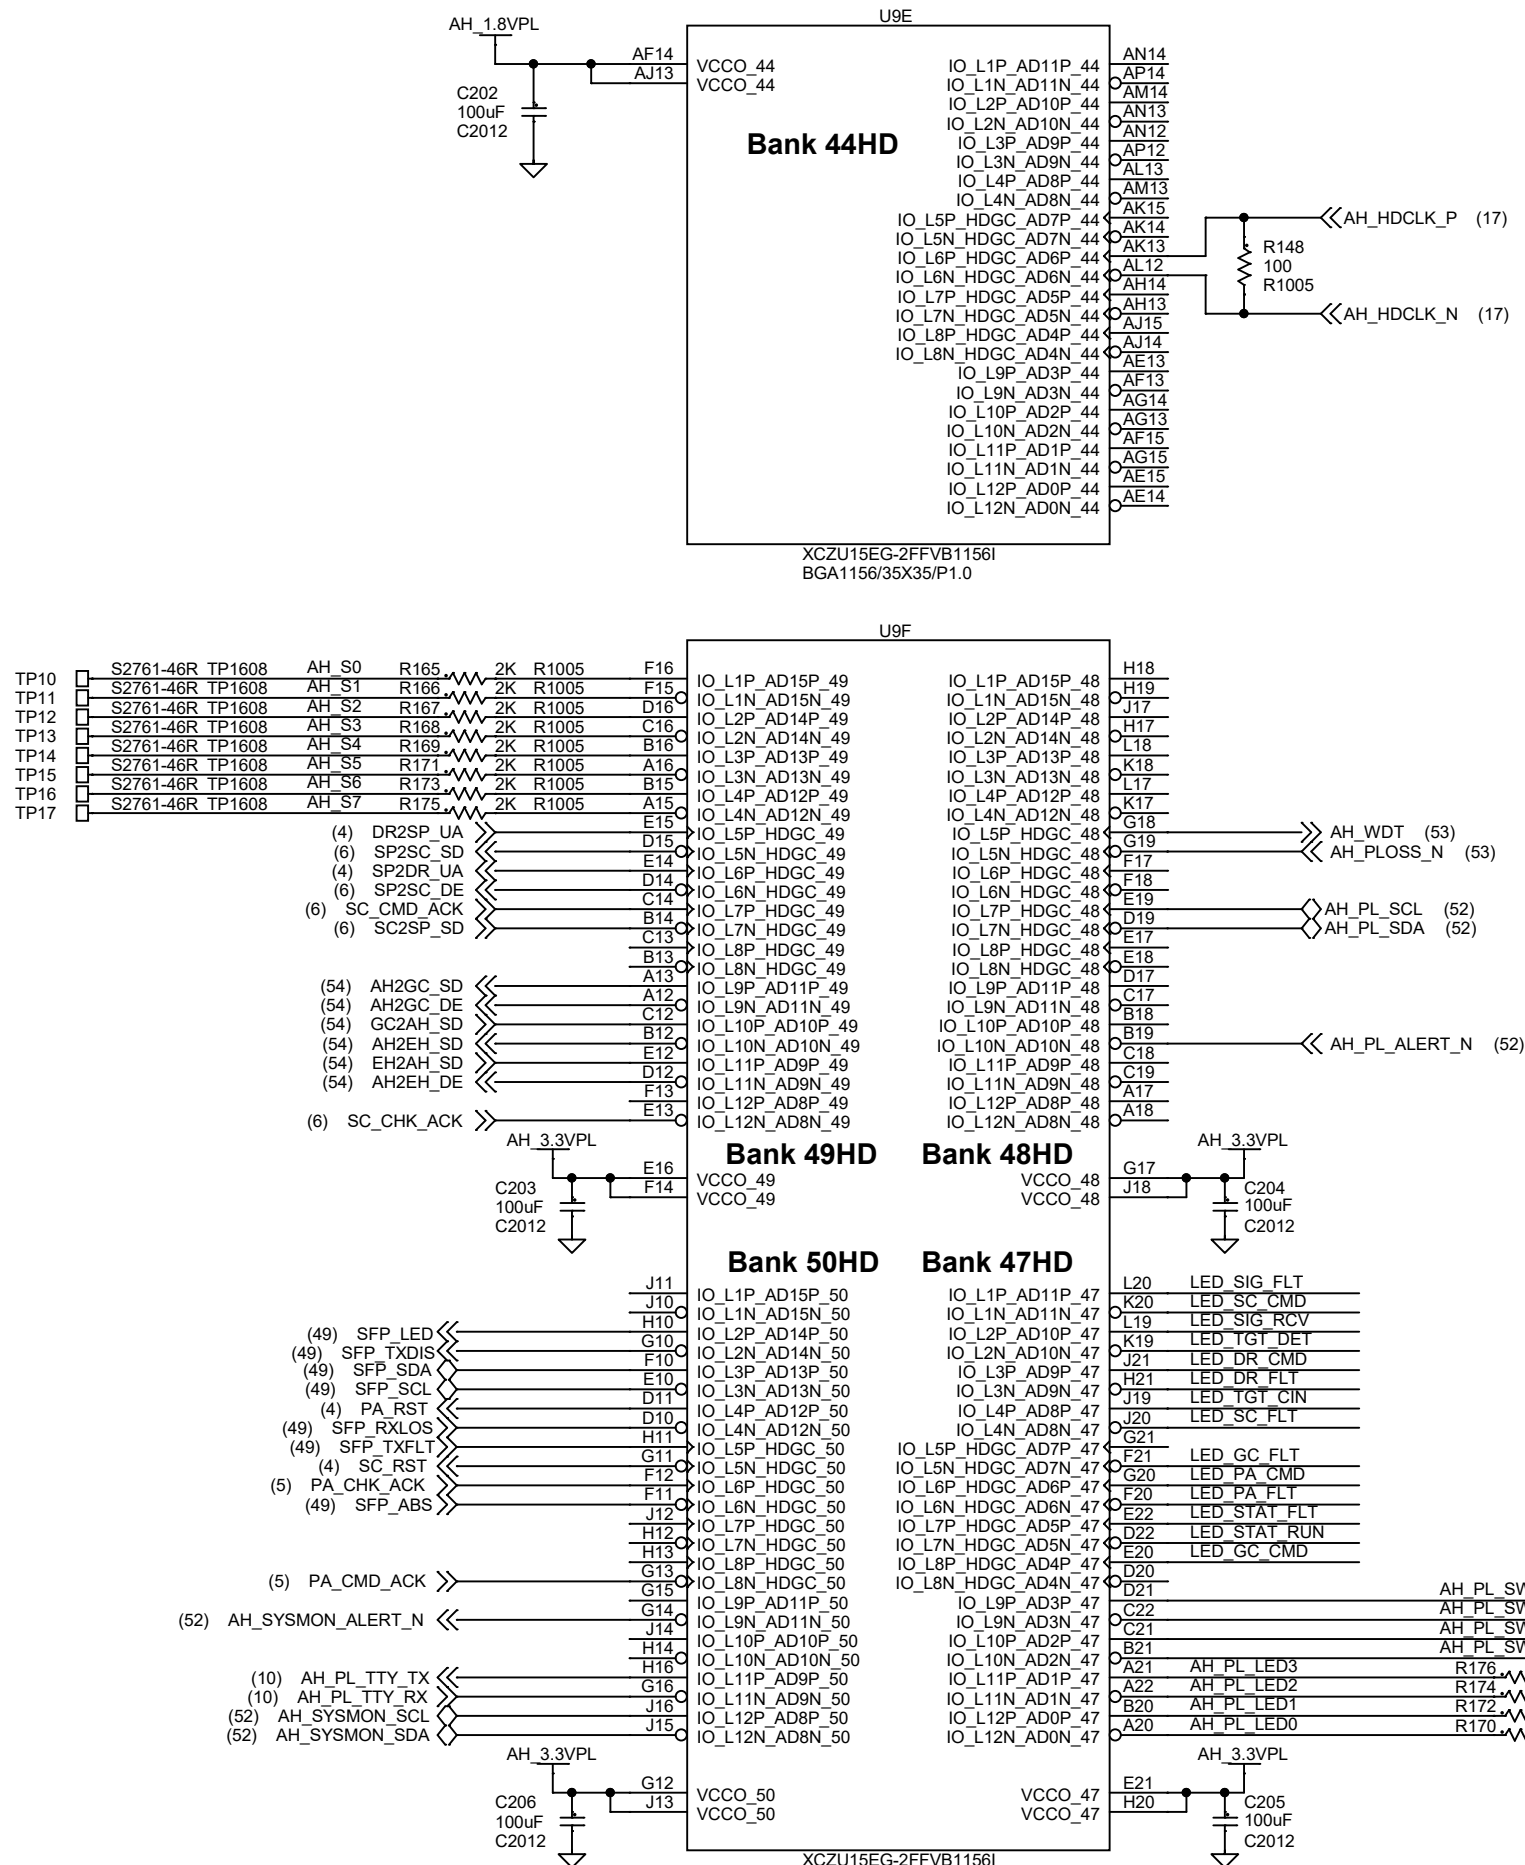 U9E
AH_1.8VPL
AF14 VCCO_44
AJ13 VCCO_44
C202
100uF
C2012
Bank 44HD
IO_L1P_AD11P_44 AN14
IO_L1N_AD11N_44 AP14
IO_L2P_AD10P_44 AM14
IO_L2N_AD10N_44 AN13
IO_L3P_AD9P_44 AN12
IO_L3N_AD9N_44 AP12
IO_L4P_AD8P_44 AL13
IO_L4N_AD8N_44 AM13
IO_L5P_HDGC_AD7P_44 AK15
IO_L5N_HDGC_AD7N_44 AK14
IO_L6P_HDGC_AD6P_44 AK13
IO_L6N_HDGC_AD6N_44 AL12
IO_L7P_HDGC_AD5P_44 AH14
IO_L7N_HDGC_AD5N_44 AH13
IO_L8P_HDGC_AD4P_44 AJ15
IO_L8N_HDGC_AD4N_44 AJ14
IO_L9P_AD3P_44 AE13
IO_L9N_AD3N_44 AF13
IO_L10P_AD2P_44 AG14
IO_L10N_AD2N_44 AG13
IO_L11P_AD1P_44 AF15
IO_L11N_AD1N_44 AG15
IO_L12P_AD0P_44 AE15
IO_L12N_AD0N_44 AE14
AH_HDCLK_P (17)
R148
100
R1005
AH_HDCLK_N (17)
XCZU15EG-2FFVB1156I
BGA1156/35X35/P1.0
U9F
TP10 S2761-46R TP1608 AH_S0 R165 2K R1005 F16 IO_L1P_AD15P_49
TP11 S2761-46R TP1608 AH_S1 R166 2K R1005 F15 IO_L1N_AD15N_49
TP12 S2761-46R TP1608 AH_S2 R167 2K R1005 D16 IO_L2P_AD14P_49
TP13 S2761-46R TP1608 AH_S3 R168 2K R1005 C16 IO_L2N_AD14N_49
TP14 S2761-46R TP1608 AH_S4 R169 2K R1005 B16 IO_L3P_AD13P_49
TP15 S2761-46R TP1608 AH_S5 R171 2K R1005 A16 IO_L3N_AD13N_49
TP16 S2761-46R TP1608 AH_S6 R173 2K R1005 B15 IO_L4P_AD12P_49
TP17 S2761-46R TP1608 AH_S7 R175 2K R1005 A15 IO_L4N_AD12N_49
(4) DR2SP_UA E15 IO_L5P_HDGC_49
(6) SP2SC_SD D15 IO_L5N_HDGC_49
(4) SP2DR_UA E14 IO_L6P_HDGC_49
(6) SP2SC_DE D14 IO_L6N_HDGC_49
(6) SC_CMD_ACK C14 IO_L7P_HDGC_49
(6) SC2SP_SD B14 IO_L7N_HDGC_49
C13 IO_L8P_HDGC_49
B13 IO_L8N_HDGC_49
(54) AH2GC_SD A13 IO_L9P_AD11P_49
(54) AH2GC_DE A12 IO_L9N_AD11N_49
(54) GC2AH_SD C12 IO_L10P_AD10P_49
(54) AH2EH_SD B12 IO_L10N_AD10N_49
(54) EH2AH_SD E12 IO_L11P_AD9P_49
(54) AH2EH_DE D12 IO_L11N_AD9N_49
F13 IO_L12P_AD8P_49
(6) SC_CHK_ACK E13 IO_L12N_AD8N_49
IO_L1P_AD15P_48 H18
IO_L1N_AD15N_48 H19
IO_L2P_AD14P_48 J17
IO_L2N_AD14N_48 H17
IO_L3P_AD13P_48 L18
IO_L3N_AD13N_48 K18
IO_L4P_AD12P_48 L17
IO_L4N_AD12N_48 K17
IO_L5P_HDGC_48 G18 AH_WDT (53)
IO_L5N_HDGC_48 G19 AH_PLOSS_N (53)
IO_L6P_HDGC_48 F17
IO_L6N_HDGC_48 F18
IO_L7P_HDGC_48 E19 AH_PL_SCL (52)
IO_L7N_HDGC_48 D19 AH_PL_SDA (52)
IO_L8P_HDGC_48 E17
IO_L8N_HDGC_48 E18
IO_L9P_AD11P_48 D17
IO_L9N_AD11N_48 C17
IO_L10P_AD10P_48 B18
IO_L10N_AD10N_48 B19 AH_PL_ALERT_N (52)
IO_L11P_AD9P_48 C18
IO_L11N_AD9N_48 C19
IO_L12P_AD8P_48 A17
IO_L12N_AD8N_48 A18
Bank 49HD Bank 48HD
AH_3.3VPL
E16 VCCO_49
F14 VCCO_49
C203
100uF
C2012
AH_3.3VPL
VCCO_48 G17
VCCO_48 J18
C204
100uF
C2012
Bank 50HD Bank 47HD
J11 IO_L1P_AD15P_50
J10 IO_L1N_AD15N_50
(49) SFP_LED H10 IO_L2P_AD14P_50
(49) SFP_TXDIS G10 IO_L2N_AD14N_50
(49) SFP_SDA F10 IO_L3P_AD13P_50
(49) SFP_SCL E10 IO_L3N_AD13N_50
(4) PA_RST D11 IO_L4P_AD12P_50
(49) SFP_RXLOS D10 IO_L4N_AD12N_50
(49) SFP_TXFLT H11 IO_L5P_HDGC_50
(4) SC_RST G11 IO_L5N_HDGC_50
(5) PA_CHK_ACK F12 IO_L6P_HDGC_50
(49) SFP_ABS F11 IO_L6N_HDGC_50
J12 IO_L7P_HDGC_50
H12 IO_L7N_HDGC_50
H13 IO_L8P_HDGC_50
(5) PA_CMD_ACK G13 IO_L8N_HDGC_50
G15 IO_L9P_AD11P_50
(52) AH_SYSMON_ALERT_N G14 IO_L9N_AD11N_50
J14 IO_L10P_AD10P_50
H14 IO_L10N_AD10N_50
(10) AH_PL_TTY_TX H16 IO_L11P_AD9P_50
(10) AH_PL_TTY_RX G16 IO_L11N_AD9N_50
(52) AH_SYSMON_SCL J16 IO_L12P_AD8P_50
(52) AH_SYSMON_SDA J15 IO_L12N_AD8N_50
IO_L1P_AD11P_47 L20 LED_SIG_FLT
IO_L1N_AD11N_47 K20 LED_SC_CMD
IO_L2P_AD10P_47 L19 LED_SIG_RCV
IO_L2N_AD10N_47 K19 LED_TGT_DET
IO_L3P_AD9P_47 J21 LED_DR_CMD
IO_L3N_AD9N_47 H21 LED_DR_FLT
IO_L4P_AD8P_47 J19 LED_TGT_CIN
IO_L4N_AD8N_47 J20 LED_SC_FLT
IO_L5P_HDGC_AD7P_47 G21
IO_L5N_HDGC_AD7N_47 F21 LED_GC_FLT
IO_L6P_HDGC_AD6P_47 G20 LED_PA_CMD
IO_L6N_HDGC_AD6N_47 F20 LED_PA_FLT
IO_L7P_HDGC_AD5P_47 E22 LED_STAT_FLT
IO_L7N_HDGC_AD5N_47 D22 LED_STAT_RUN
IO_L8P_HDGC_AD4P_47 E20 LED_GC_CMD
IO_L8N_HDGC_AD4N_47 D20
IO_L9P_AD3P_47 D21 AH_PL_SW
IO_L9N_AD3N_47 C22 AH_PL_SW
IO_L10P_AD2P_47 C21 AH_PL_SW
IO_L10N_AD2N_47 B21 AH_PL_SW
IO_L11P_AD1P_47 A21 AH_PL_LED3 R176
IO_L11N_AD1N_47 A22 AH_PL_LED2 R174
IO_L12P_AD0P_47 B20 AH_PL_LED1 R172
IO_L12N_AD0N_47 A20 AH_PL_LED0 R170
AH_3.3VPL
G12 VCCO_50
J13 VCCO_50
C206
100uF
C2012
AH_3.3VPL
VCCO_47 E21
VCCO_47 H20
C205
100uF
C2012
XCZU15EG-2FFVB1156I